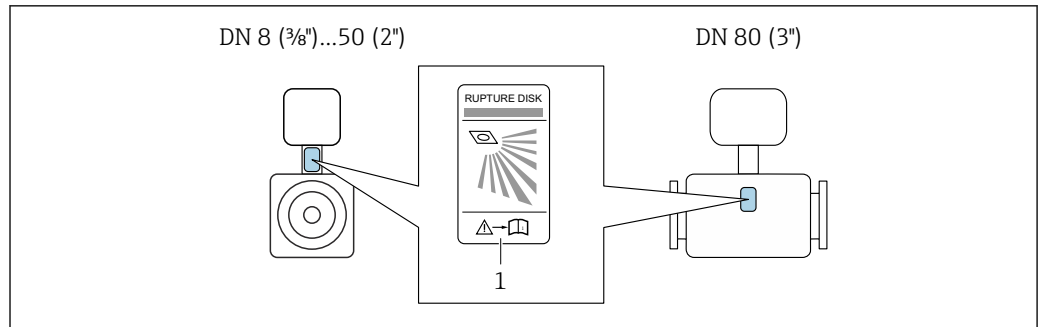 DN 8 (⅜")...50 (2")
DN 80 (3")
RUPTURE DISK
1